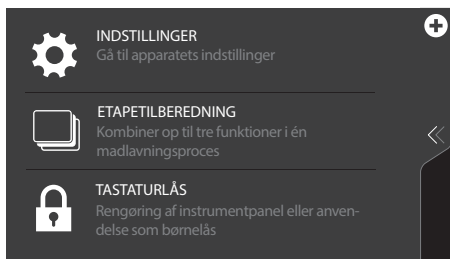 INDSTILLINGER
Gå til apparatets indstillinger
ETAPETILBEREDNING
Kombiner op til tre funktioner i én
madlavningsproces
TASTATURLÅS
Rengøring af instrumentpanel eller anven-
delse som børnelås